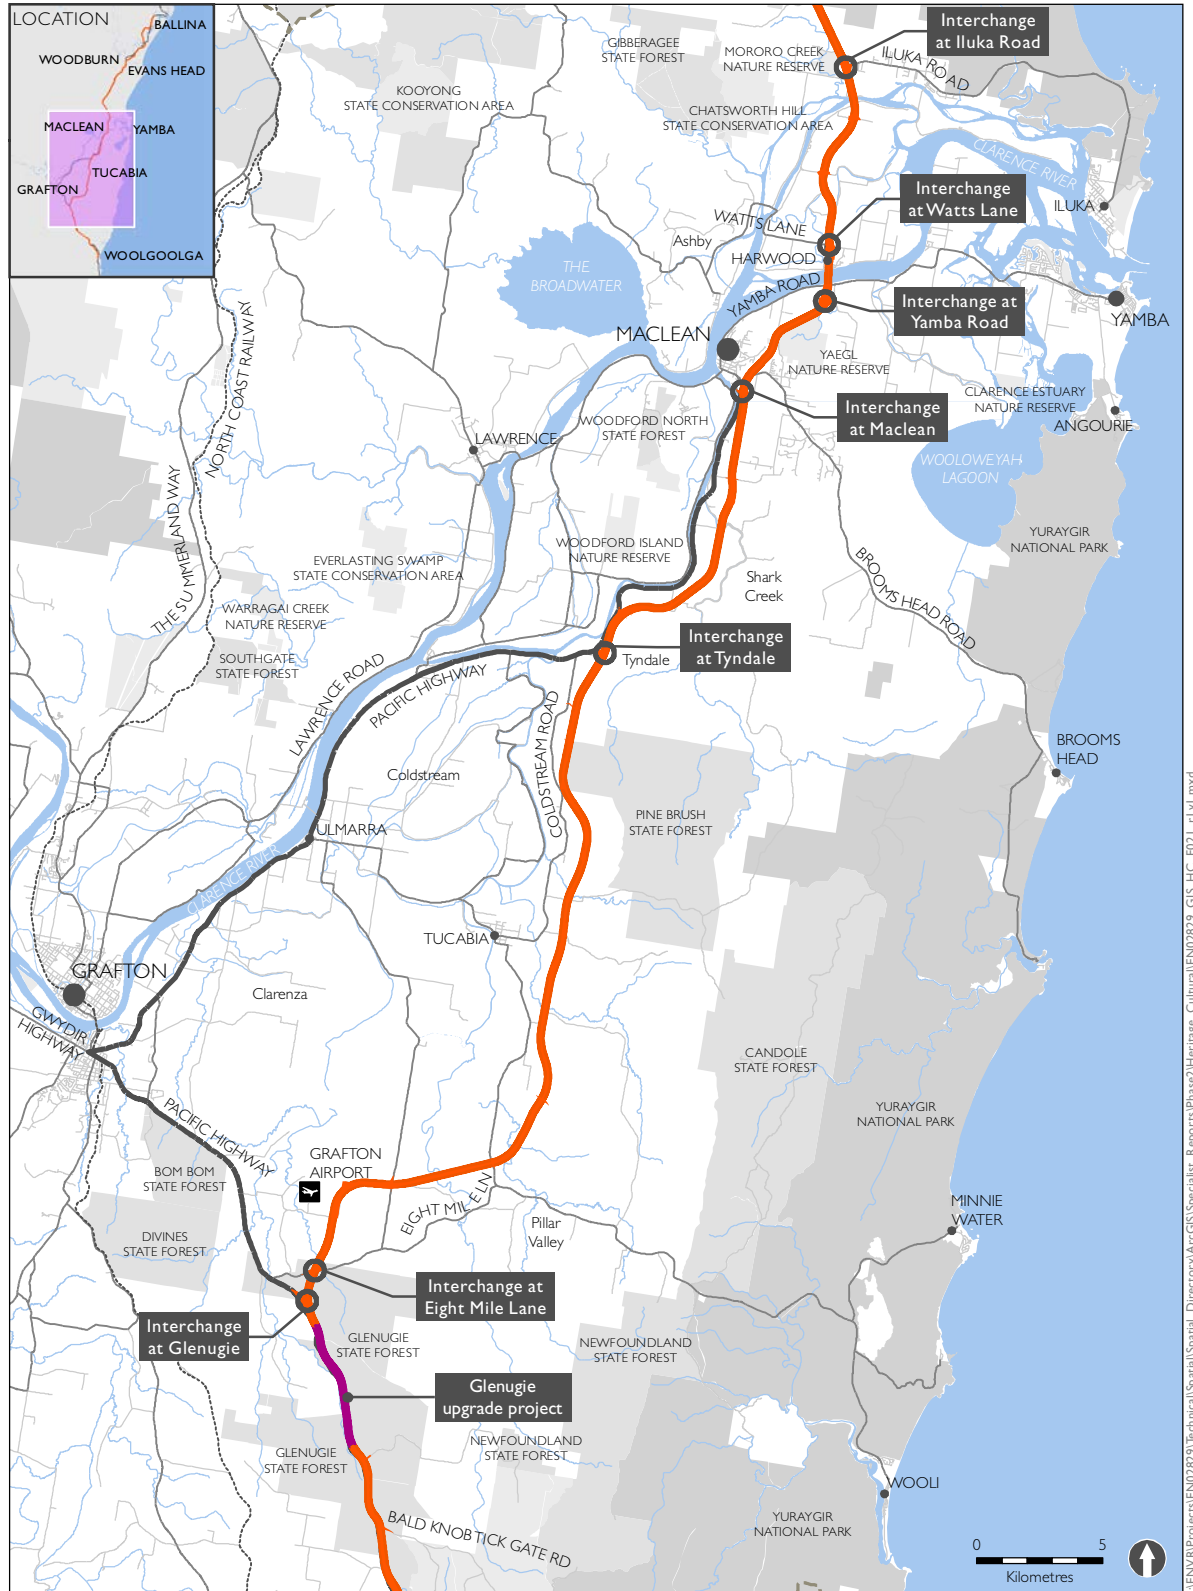 LOCATION
BALLINA
WOODBURN
EVANS HEAD
MACLEAN
YAMBA
TUCABIA
GRAFTON
WOOLGOOLGA
Interchange
at Iluka Road
GIBBERAGEE
STATE FOREST
MORORO CREEK
NATURE RESERVE
ILUKA ROAD
KOOYONG
STATE CONSERVATION AREA
CHATSWORTH HILL
STATE CONSERVATION AREA
CLARENCE RIVER
Interchange
at Watts Lane
ILUKA
WATTS LANE
Ashby
HARWOOD
THE
BROADWATER
YAMBA ROAD
Interchange at
Yamba Road
YAMBA
MACLEAN
NORTH COAST RAILWAY
YAEGL
NATURE RESERVE
CLARENCE ESTUARY
NATURE RESERVE
Interchange
at Maclean
ANGOURIE
WOODFORD NORTH
STATE FOREST
LAWRENCE
WOOLOWEYAH
LAGOON
THE SUMMERLAND WAY
YURAYGIR
NATIONAL PARK
WOODFORD ISLAND
NATURE RESERVE
EVERLASTING SWAMP
STATE CONSERVATION AREA
Shark
Creek
BROOMS HEAD ROAD
WARRAGAI CREEK
NATURE RESERVE
Interchange
at Tyndale
Tyndale
SOUTHGATE
STATE FOREST
LAWRENCE ROAD
PACIFIC HIGHWAY
COLDSTREAM ROAD
BROOMS
HEAD
Coldstream
PINE BRUSH
STATE FOREST
ULMARRA
CLARENCE RIVER
TUCABIA
GRAFTON
Clarenza
GWYDIR
HIGHWAY
CANDOLE
STATE FOREST
YURAYGIR
NATIONAL PARK
PACIFIC HIGHWAY
GRAFTON
AIRPORT
BOM BOM
STATE FOREST
EIGHT MILE LN
MINNIE
WATER
Pillar
Valley
DIVINES
STATE FOREST
Interchange at
Eight Mile Lane
Interchange
at Glenugie
GLENUGIE
STATE FOREST
NEWFOUNDLAND
STATE FOREST
Glenugie
upgrade project
NEWFOUNDLAND
STATE FOREST
GLENUGIE
STATE FOREST
WOOLI
YURAYGIR
NATIONAL PARK
BALD KNOB TICK GATE RD
0 5
Kilometres